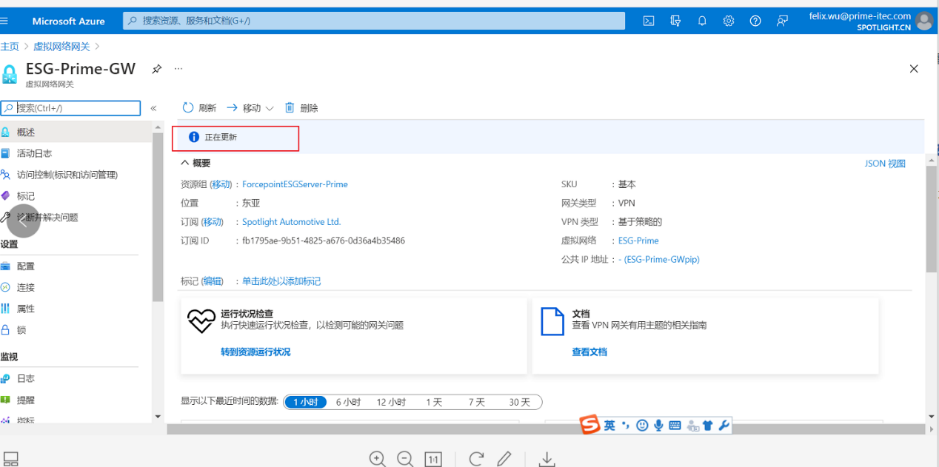 Microsoft Azure
搜索资源、服务和文档(G+/)
felix.wu@prime-itec.com
SPOTLIGHT.CN
主页 > 虚拟网络网关 >
ESG-Prime-GW
虚拟网络网关
搜索(Ctrl+/)
«
刷新 移动 删除
概述
活动日志
访问控制(标识和访问管理)
标记
诊断并解决问题
设置
配置
连接
属性
锁
监视
日志
提醒
指标
正在更新
概要
JSON 视图
资源组 (移动) : ForcepointESGServer-Prime
位置 : 东亚
订阅 (移动) : Spotlight Automotive Ltd.
订阅 ID : fb1795ae-9b51-4825-a676-0d36a4b35486
SKU : 基本
网关类型 : VPN
VPN 类型 : 基于策略的
虚拟网络 : ESG-Prime
公共 IP 地址 : - (ESG-Prime-GWpip)
标记 (编辑) : 单击此处以添加标记
运行状况检查
执行快速运行状况检查，以检测可能的网关问题
转到资源运行状况
文档
查看 VPN 网关有用主题的相关指南
查看文档
显示以下最近时间的数据: 1 小时 6 小时 12 小时 1 天 7 天 30 天
英
1:1